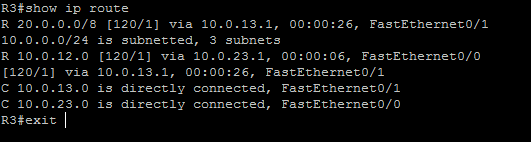 R3#show ip route
R 20.0.0.0/8 [120/1] via 10.0.13.1, 00:00:26, FastEthernet0/1
10.0.0.0/24 is subnetted, 3 subnets
R 10.0.12.0 [120/1] via 10.0.23.1, 00:00:06, FastEthernet0/0
[120/1] via 10.0.13.1, 00:00:26, FastEthernet0/1
C 10.0.13.0 is directly connected, FastEthernet0/1
C 10.0.23.0 is directly connected, FastEthernet0/0
R3#exit